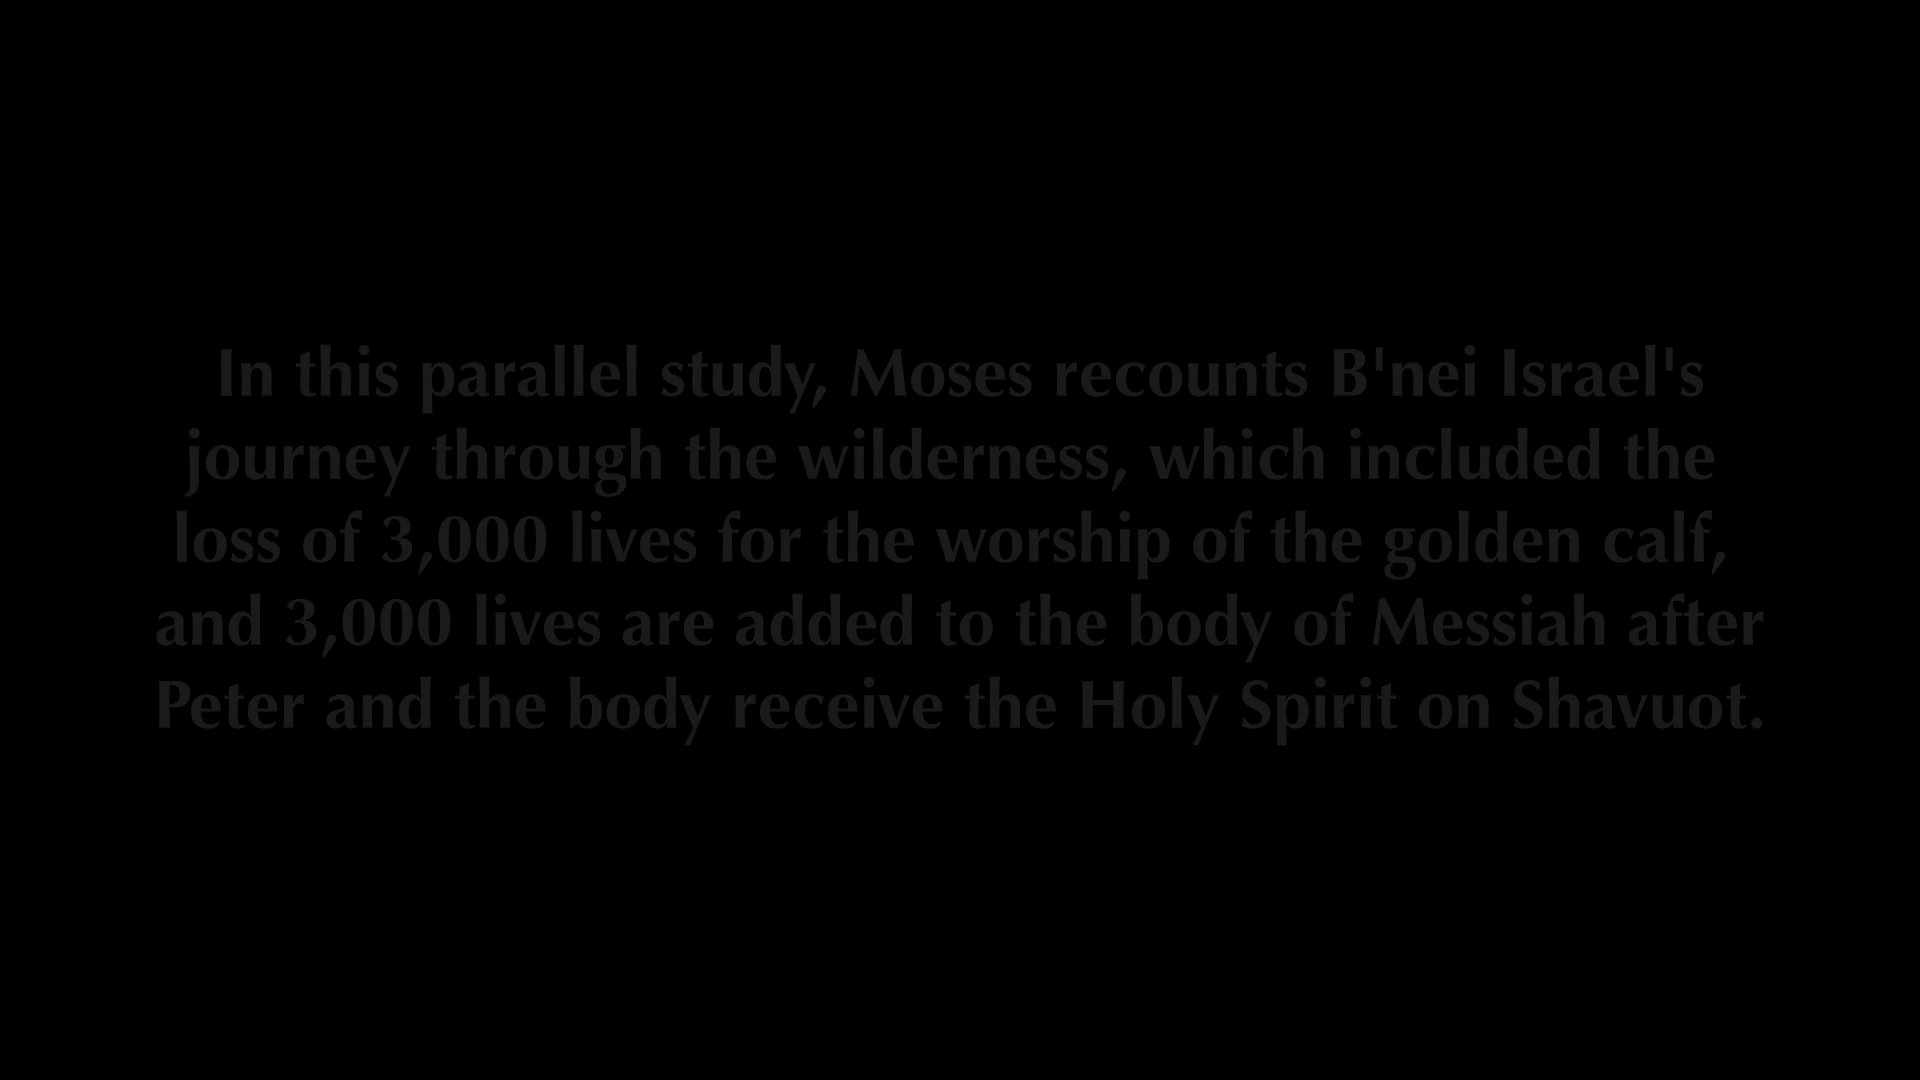 In this parallel study, Moses recounts B'nei Israel's
journey through the wilderness, which included the
loss of 3,000 lives for the worship of the golden calf,
and 3,000 lives are added to the body of Messiah after
Peter and the body receive the Holy Spirit on Shavuot.